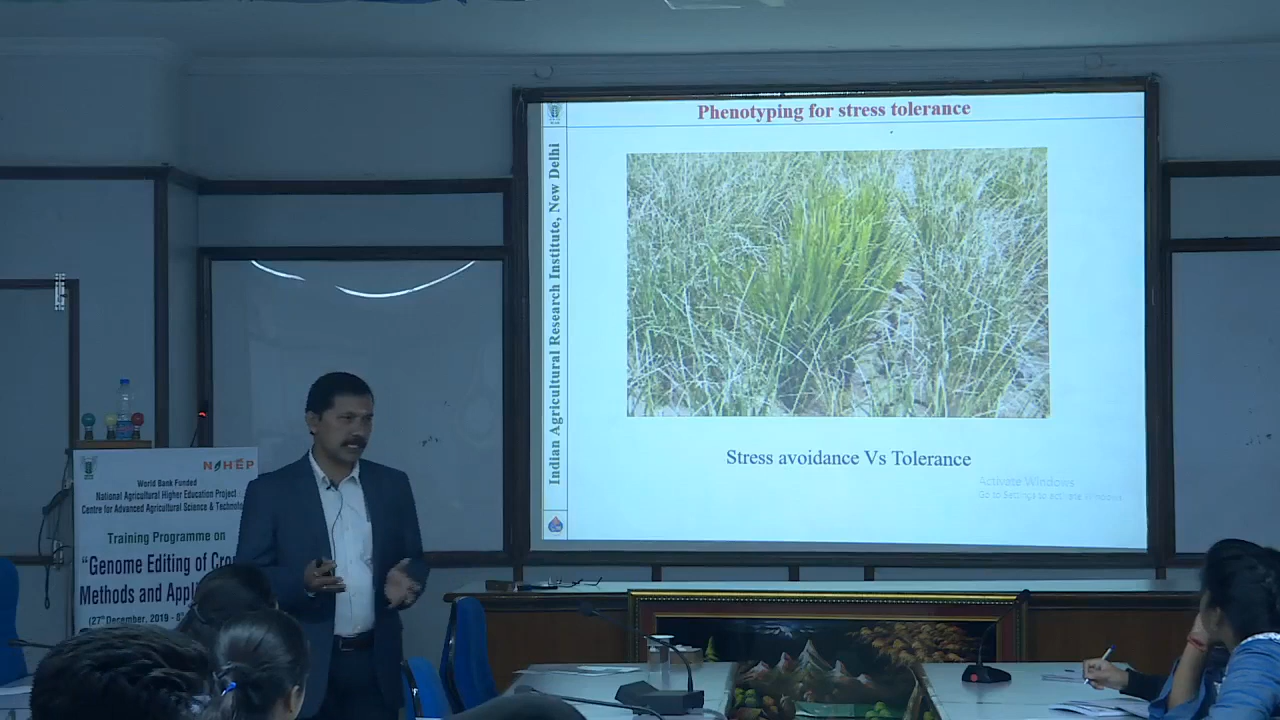 Phenotyping for stress tolerance
Indian Agricultural Research Institute, New Delhi
Stress avoidance Vs Tolerance
Activate Windows
Go to Settings to activate Windows.
NAHEP
World Bank Funded
National Agricultural Higher Education Project
Centre for Advanced Agricultural Science & Technolo
Training Programme on
"Genome Editing of Cro
Methods and Appl
(27th December, 2019 - 8